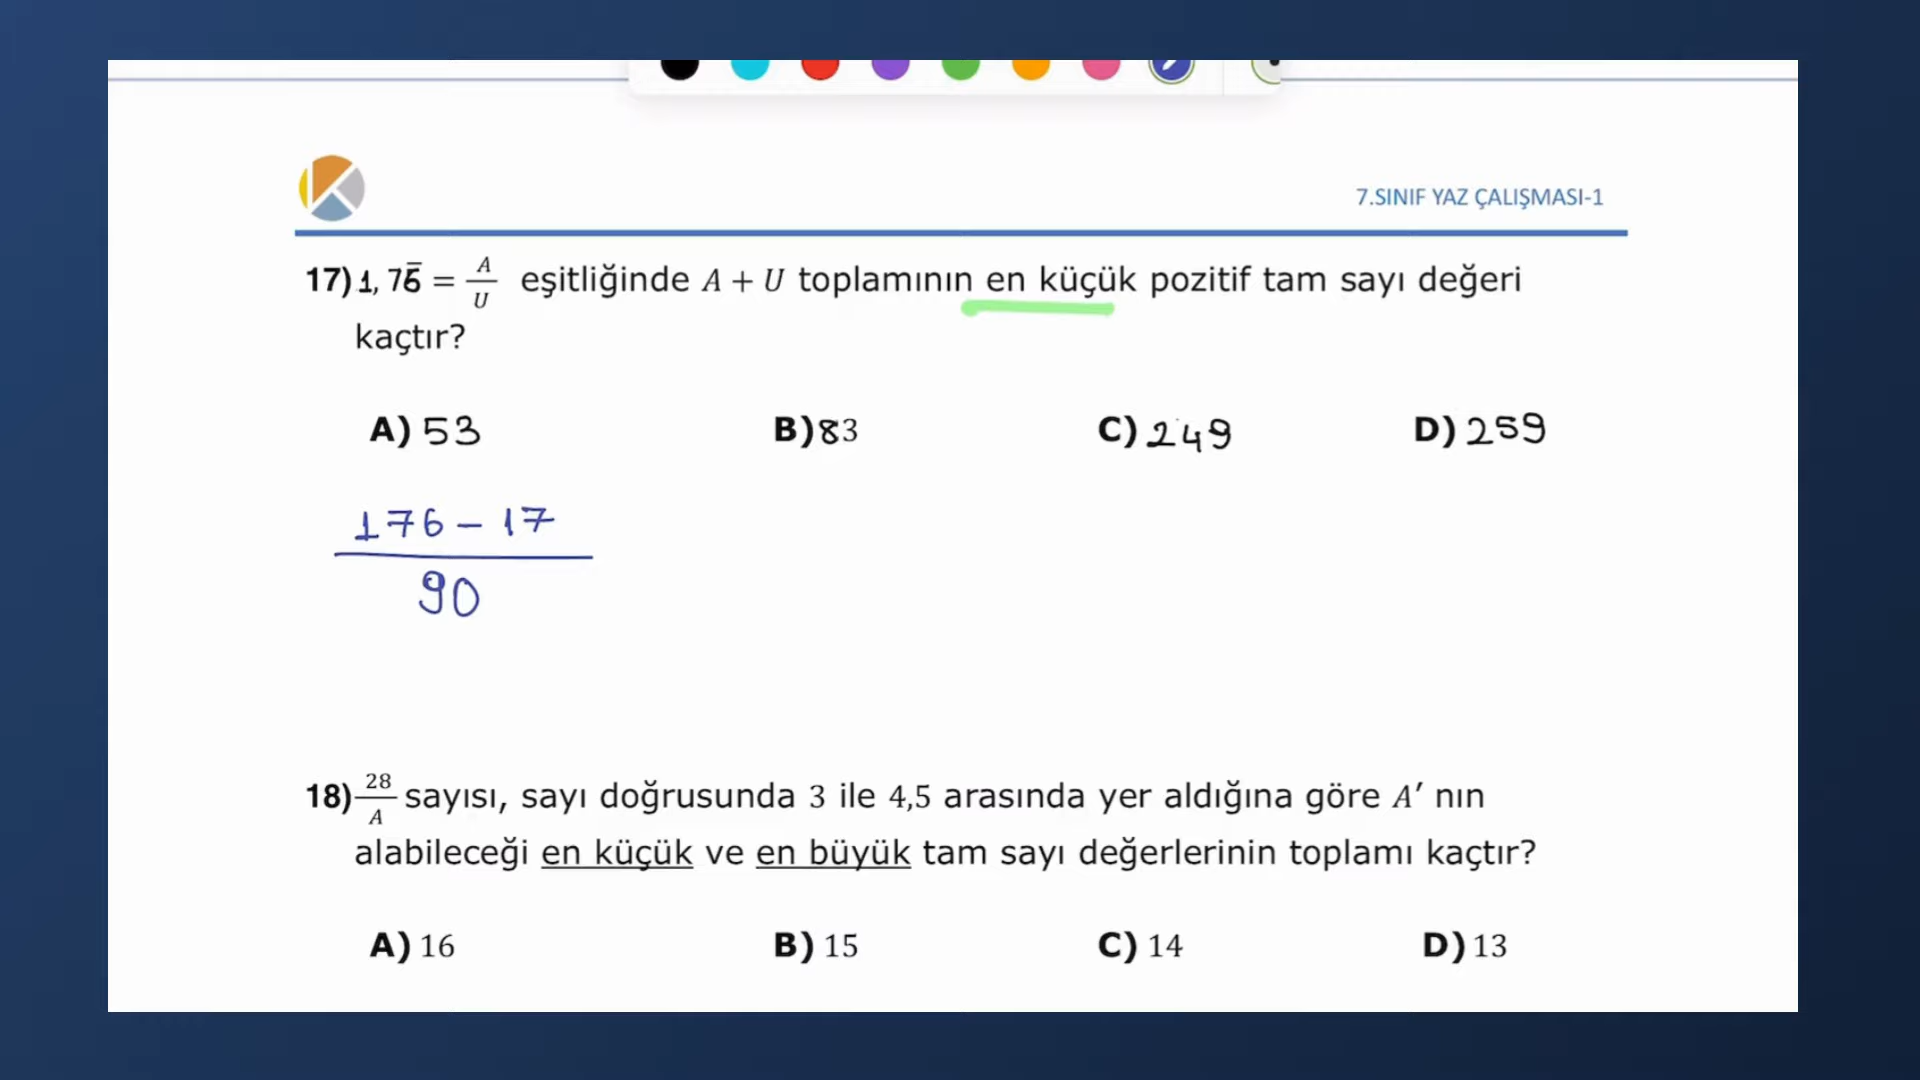 7.SINIF YAZ ÇALIŞMASI-1
17) 1, 76̅ = A/U eşitliğinde A + U toplamının en küçük pozitif tam sayı değeri
kaçtır?
A) 53 B) 83 C) 249 D) 259
176 - 17
90
18) 28/A sayısı, sayı doğrusunda 3 ile 4,5 arasında yer aldığına göre A′ nın
alabileceği en küçük ve en büyük tam sayı değerlerinin toplamı kaçtır?
A) 16 B) 15 C) 14 D) 13